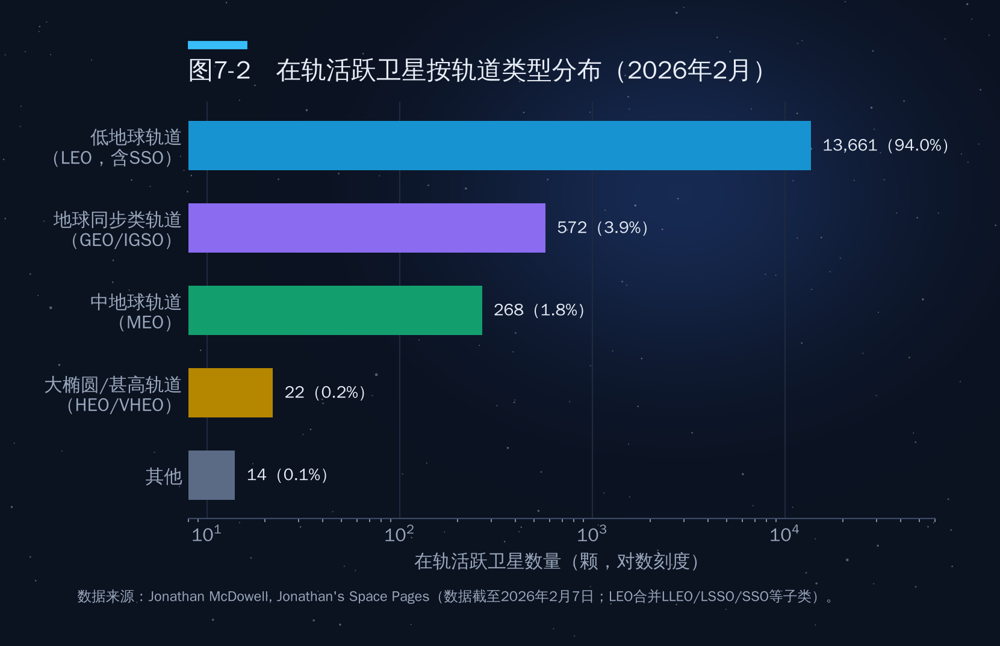 图7-2　在轨活跃卫星按轨道类型分布（2026年2月）
低地球轨道
（LEO，含SSO）
13,661（94.0%）
地球同步类轨道
（GEO/IGSO）
572（3.9%）
中地球轨道
（MEO）
268（1.8%）
大椭圆/甚高轨道
（HEO/VHEO）
22（0.2%）
其他
14（0.1%）
10¹ 10² 10³ 10⁴
在轨活跃卫星数量（颗，对数刻度）
数据来源：Jonathan McDowell, Jonathan's Space Pages（数据截至2026年2月7日；LEO合并LLEO/LSSO/SSO等子类）。